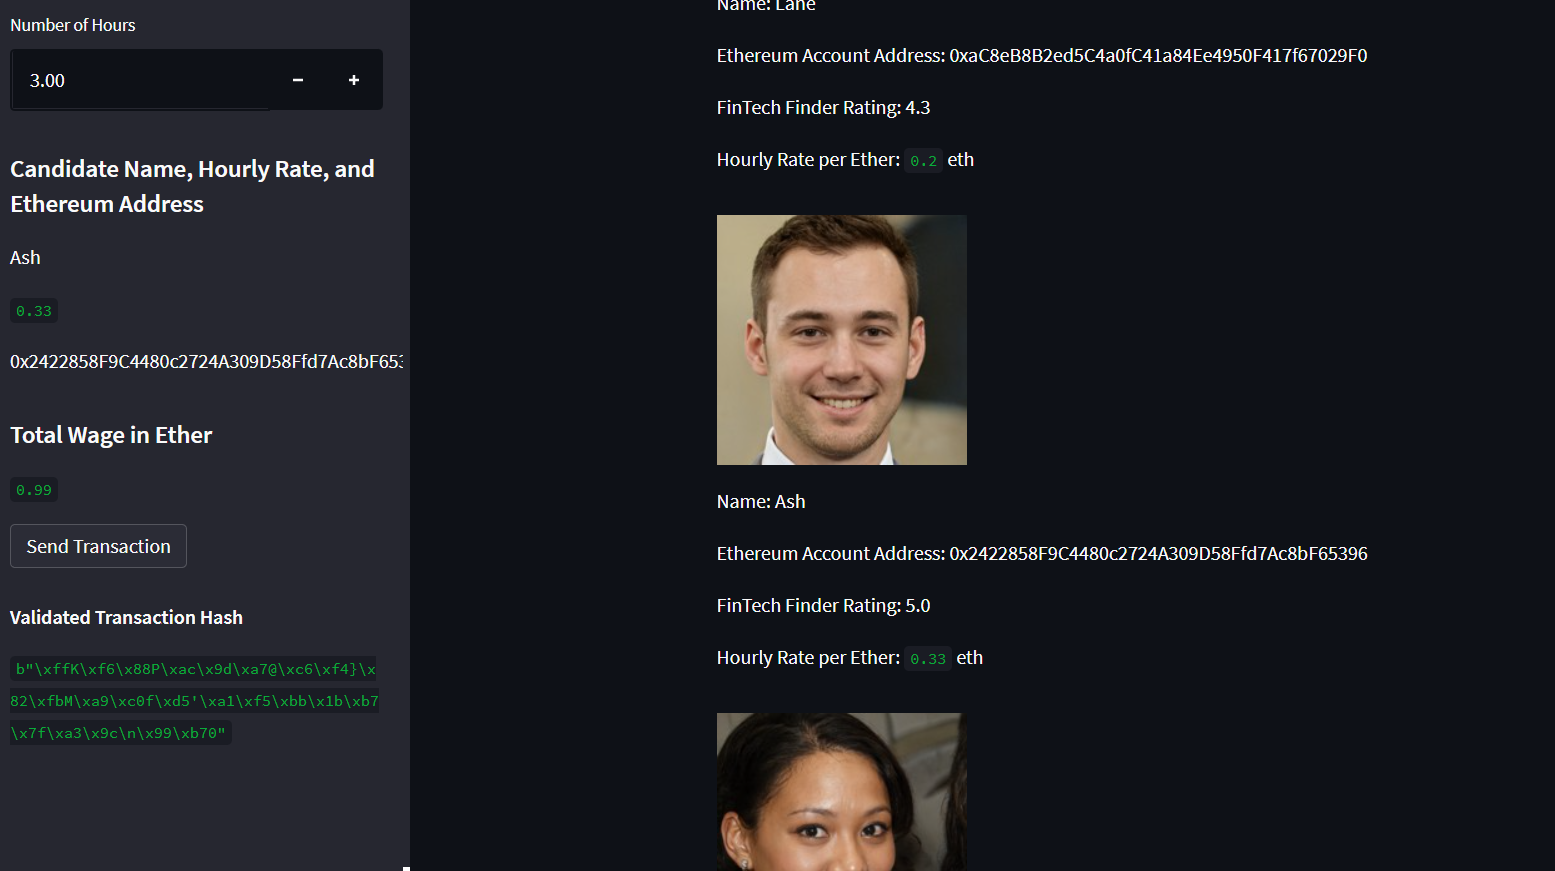 Number of Hours
3.00
Candidate Name, Hourly Rate, and
Ethereum Address
Ash
0.33
0x2422858F9C4480c2724A309D58Ffd7Ac8bF653
Total Wage in Ether
0.99
Send Transaction
Validated Transaction Hash
b"\xffK\xf6\x88P\xac\x9d\xa7@\xc6\xf4}\x
82\xfbM\xa9\xc0f\xd5'\xa1\xf5\xbb\x1b\xb7
\x7f\xa3\x9c\n\x99\xb70"
Name: Lane
Ethereum Account Address: 0xaC8eB8B2ed5C4a0fC41a84Ee4950F417f67029F0
FinTech Finder Rating: 4.3
Hourly Rate per Ether: 0.2 eth
Name: Ash
Ethereum Account Address: 0x2422858F9C4480c2724A309D58Ffd7Ac8bF65396
FinTech Finder Rating: 5.0
Hourly Rate per Ether: 0.33 eth